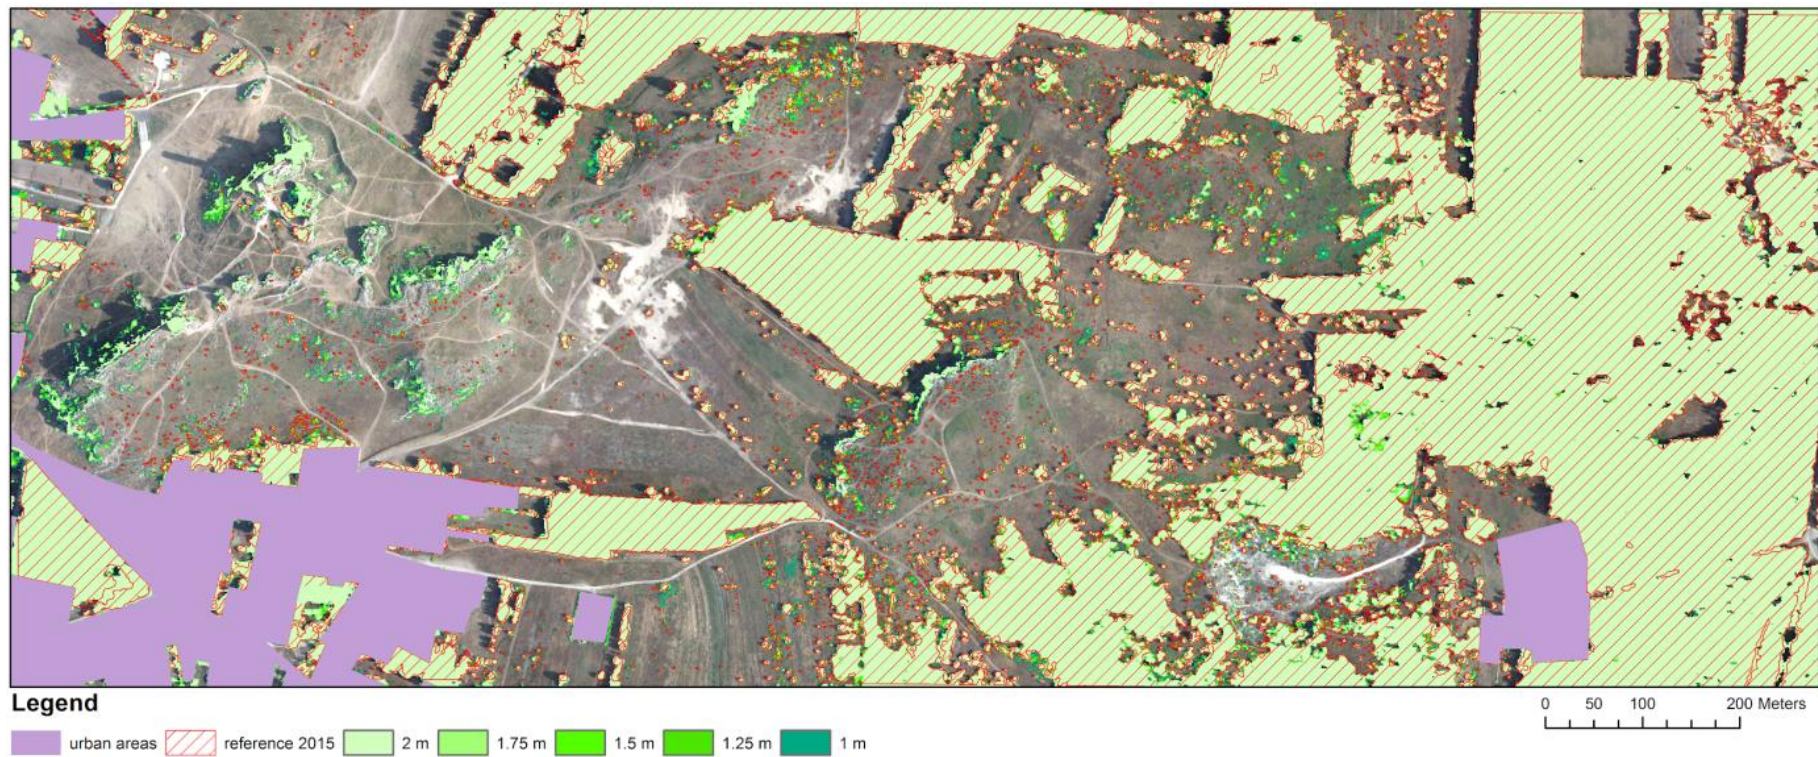 Legend
0 50 100 200 Meters
urban areas reference 2015 2 m 1.75 m 1.5 m 1.25 m 1 m